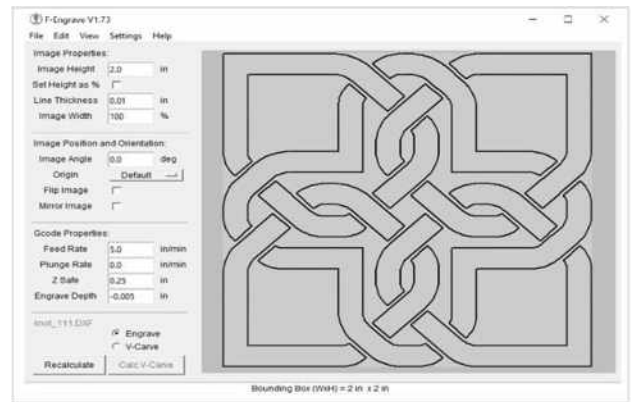 F-Engrave V1.73
File Edit View Settings Help
Image Properties:
Image Height 2.0 in
Set Height as %
Line Thickness 0.01 in
Image Width 100 %
Image Position and Orientation:
Image Angle 0.0 deg
Origin Default
Flip Image
Mirror Image
Gcode Properties:
Feed Rate 5.0 in/min
Plunge Rate 0.0 in/min
Z Safe 0.25 in
Engrave Depth -0.005 in
knot_111.DXF
Engrave
V-Carve
Recalculate Calc V-Carve
Bounding Box (WxH) = 2 in x 2 in